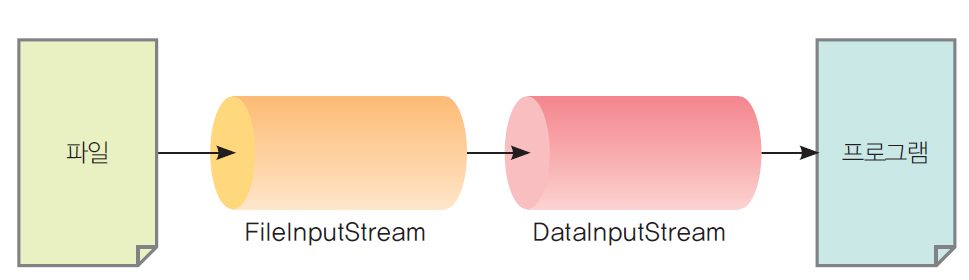 파일
프로그램
FileInputStream
DataInputStream